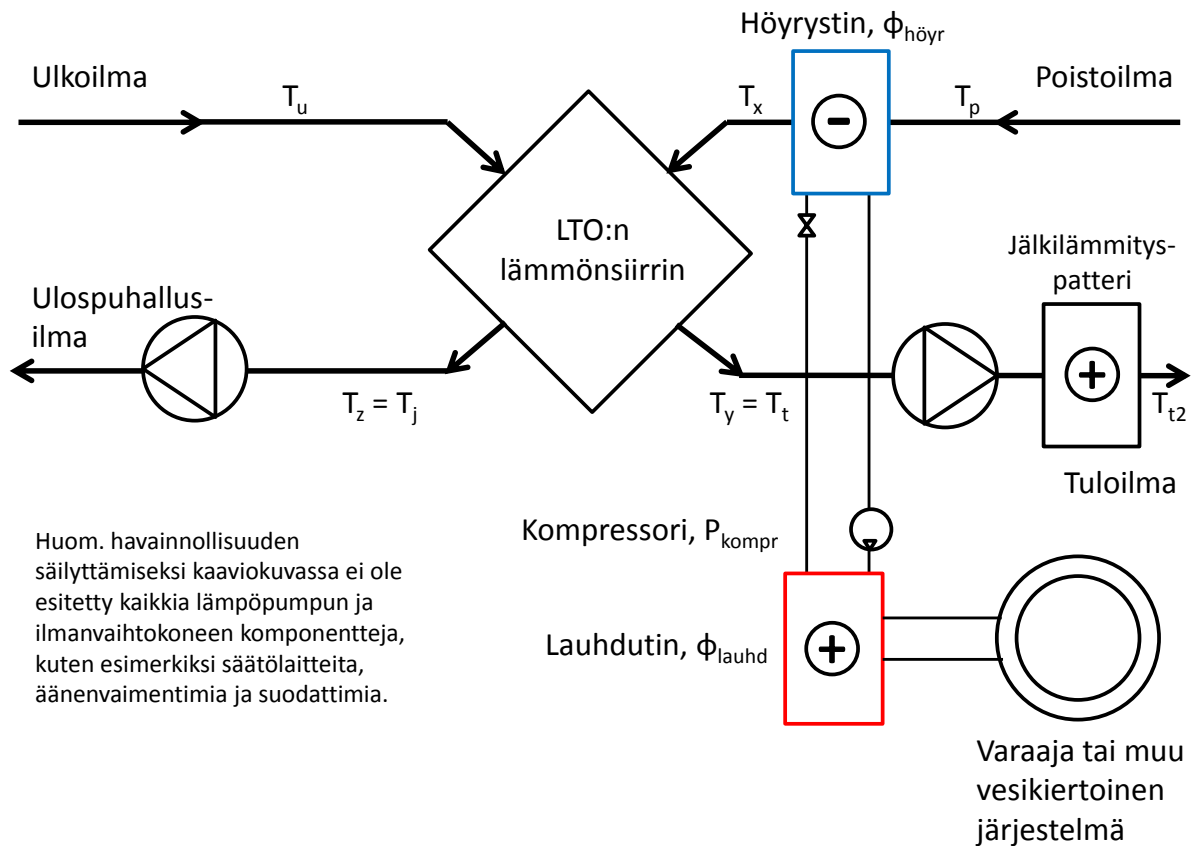 Höyrystin, ϕhöyr
Ulkoilma
Tu
Tx
Tp
Poistoilma
-
LTO:n
lämmönsiirrin
Jälkilämmitys-
patteri
Ulospuhallus-
ilma
+
Tz = Tj
Ty = Tt
Tt2
Tuloilma
Kompressori, Pkompr
Huom. havainnollisuuden
säilyttämiseksi kaaviokuvassa ei ole
esitetty kaikkia lämpöpumpun ja
ilmanvaihtokoneen komponentteja,
kuten esimerkiksi säätölaitteita,
äänenvaimentimia ja suodattimia.
Lauhdutin, ϕlauhd
+
Varaaja tai muu
vesikiertoinen
järjestelmä